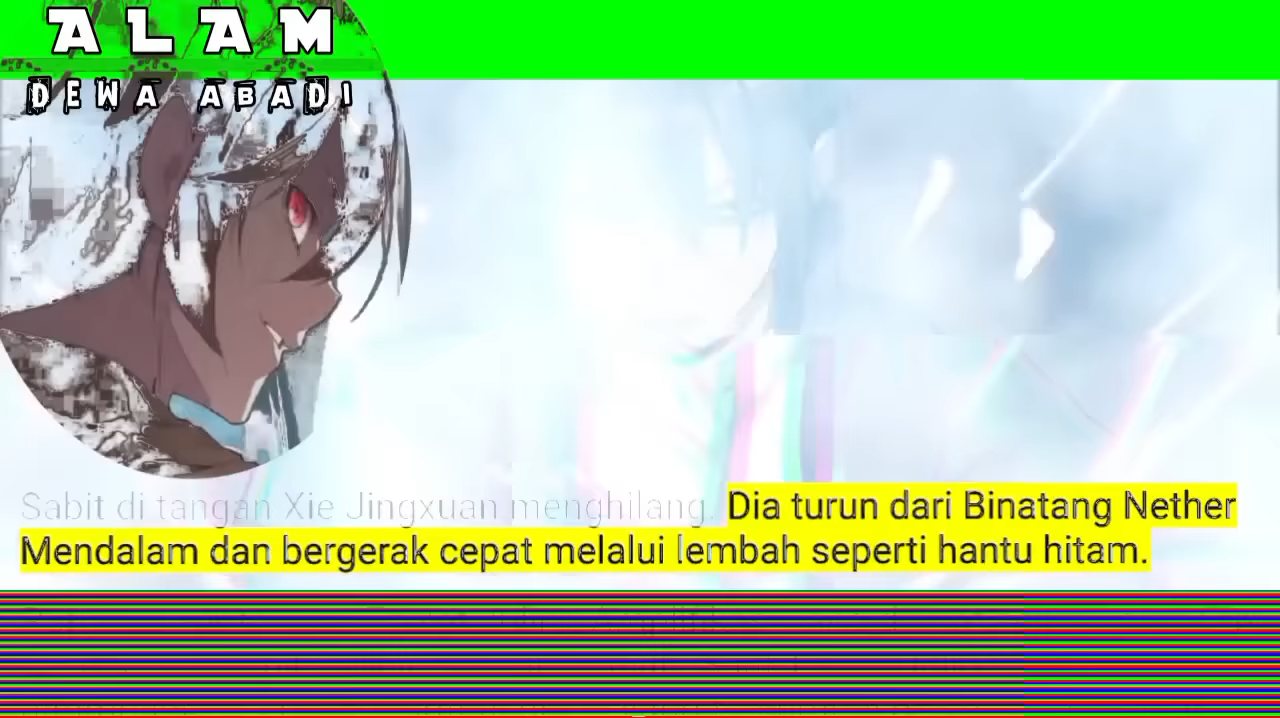 ALAM
DEWA ABADI
Sabit di tangan Xie Jingxuan menghilang. Dia turun dari Binatang Nether
Mendalam dan bergerak cepat melalui lembah seperti hantu hitam.